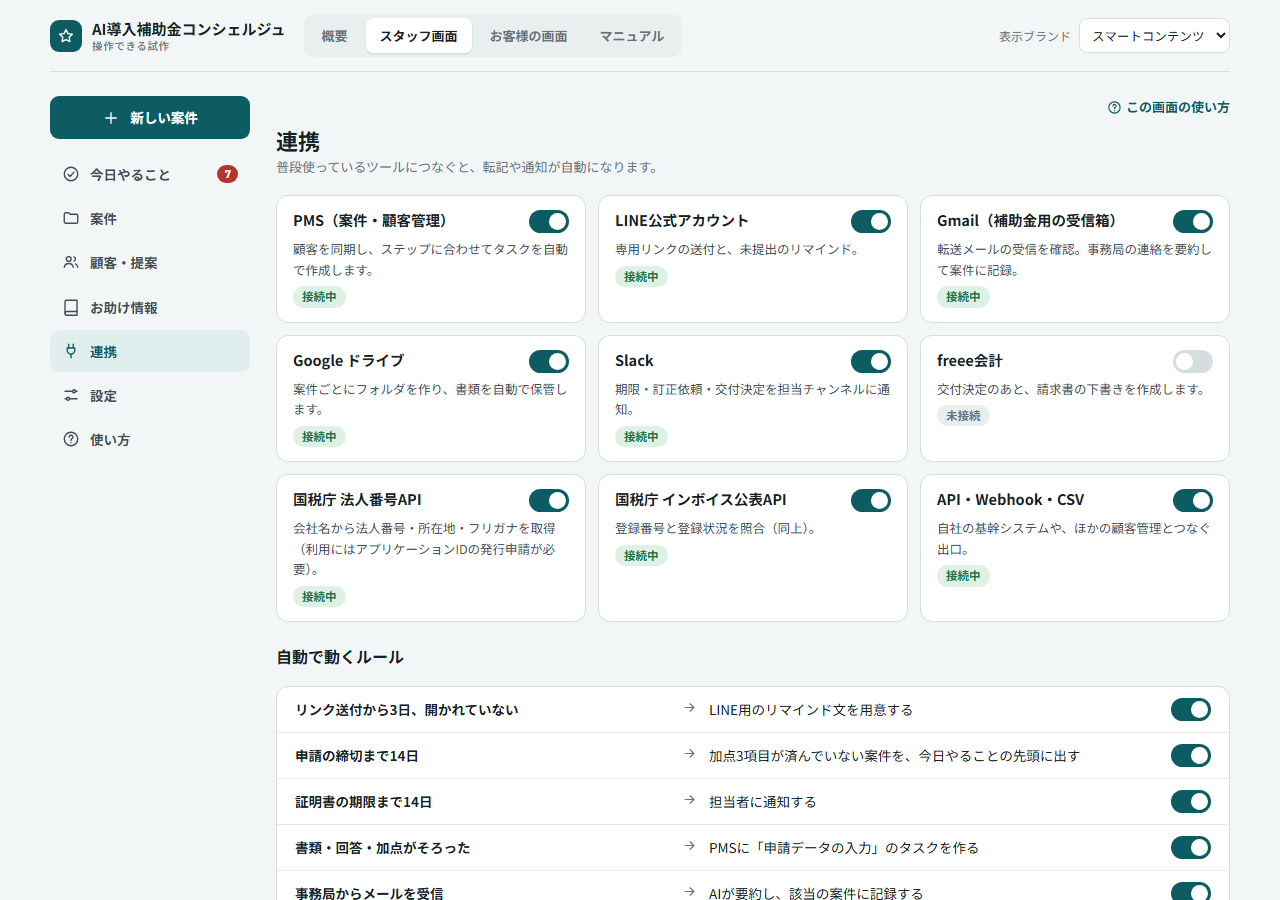 AI導入補助金コンシェルジュ
操作できる試作
概要
スタッフ画面
お客様の画面
マニュアル
表示ブランド
スマートコンテンツ
新しい案件
今日やること
7
案件
顧客・提案
お助け情報
連携
設定
使い方
この画面の使い方
連携
普段使っているツールにつなぐと、転記や通知が自動になります。
PMS（案件・顧客管理）
顧客を同期し、ステップに合わせてタスクを自動
で作成します。
接続中
LINE公式アカウント
専用リンクの送付と、未提出のリマインド。
接続中
Gmail（補助金用の受信箱）
転送メールの受信を確認。事務局の連絡を要約し
て案件に記録。
接続中
Google ドライブ
案件ごとにフォルダを作り、書類を自動で保管し
ます。
接続中
Slack
期限・訂正依頼・交付決定を担当チャンネルに通
知。
接続中
freee会計
交付決定のあと、請求書の下書きを作成します。
未接続
国税庁 法人番号API
会社名から法人番号・所在地・フリガナを取得
（利用にはアプリケーションIDの発行申請が必
要）。
接続中
国税庁 インボイス公表API
登録番号と登録状況を照合（同上）。
接続中
API・Webhook・CSV
自社の基幹システムや、ほかの顧客管理とつなぐ
出口。
接続中
自動で動くルール
リンク送付から3日、開かれていない
→ LINE用のリマインド文を用意する
申請の締切まで14日
→ 加点3項目が済んでいない案件を、今日やることの先頭に出す
証明書の期限まで14日
→ 担当者に通知する
書類・回答・加点がそろった
→ PMSに「申請データの入力」のタスクを作る
事務局からメールを受信
→ AIが要約し、該当の案件に記録する